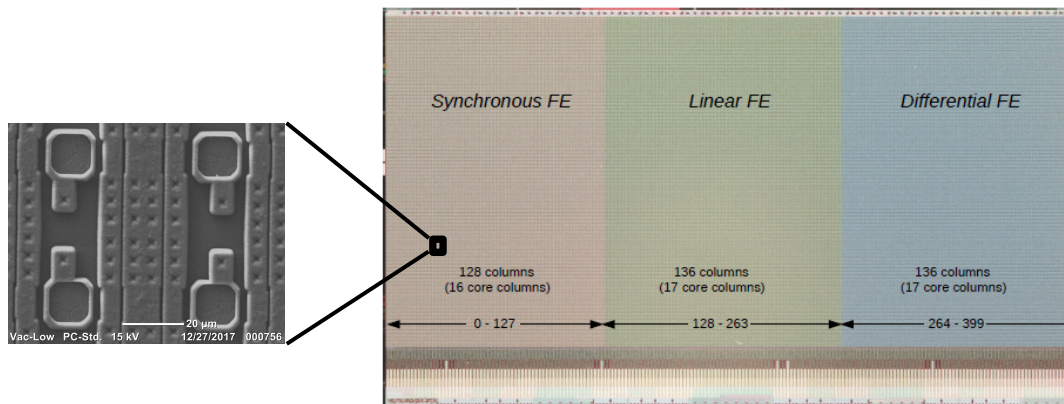 Synchronous FE
Linear FE
Differential FE
128 columns
(16 core columns)
136 columns
(17 core columns)
136 columns
(17 core columns)
0 - 127
128 - 263
264 - 399
20 µm
Vac-Low PC-Std. 15 kV 12/27/2017 000756